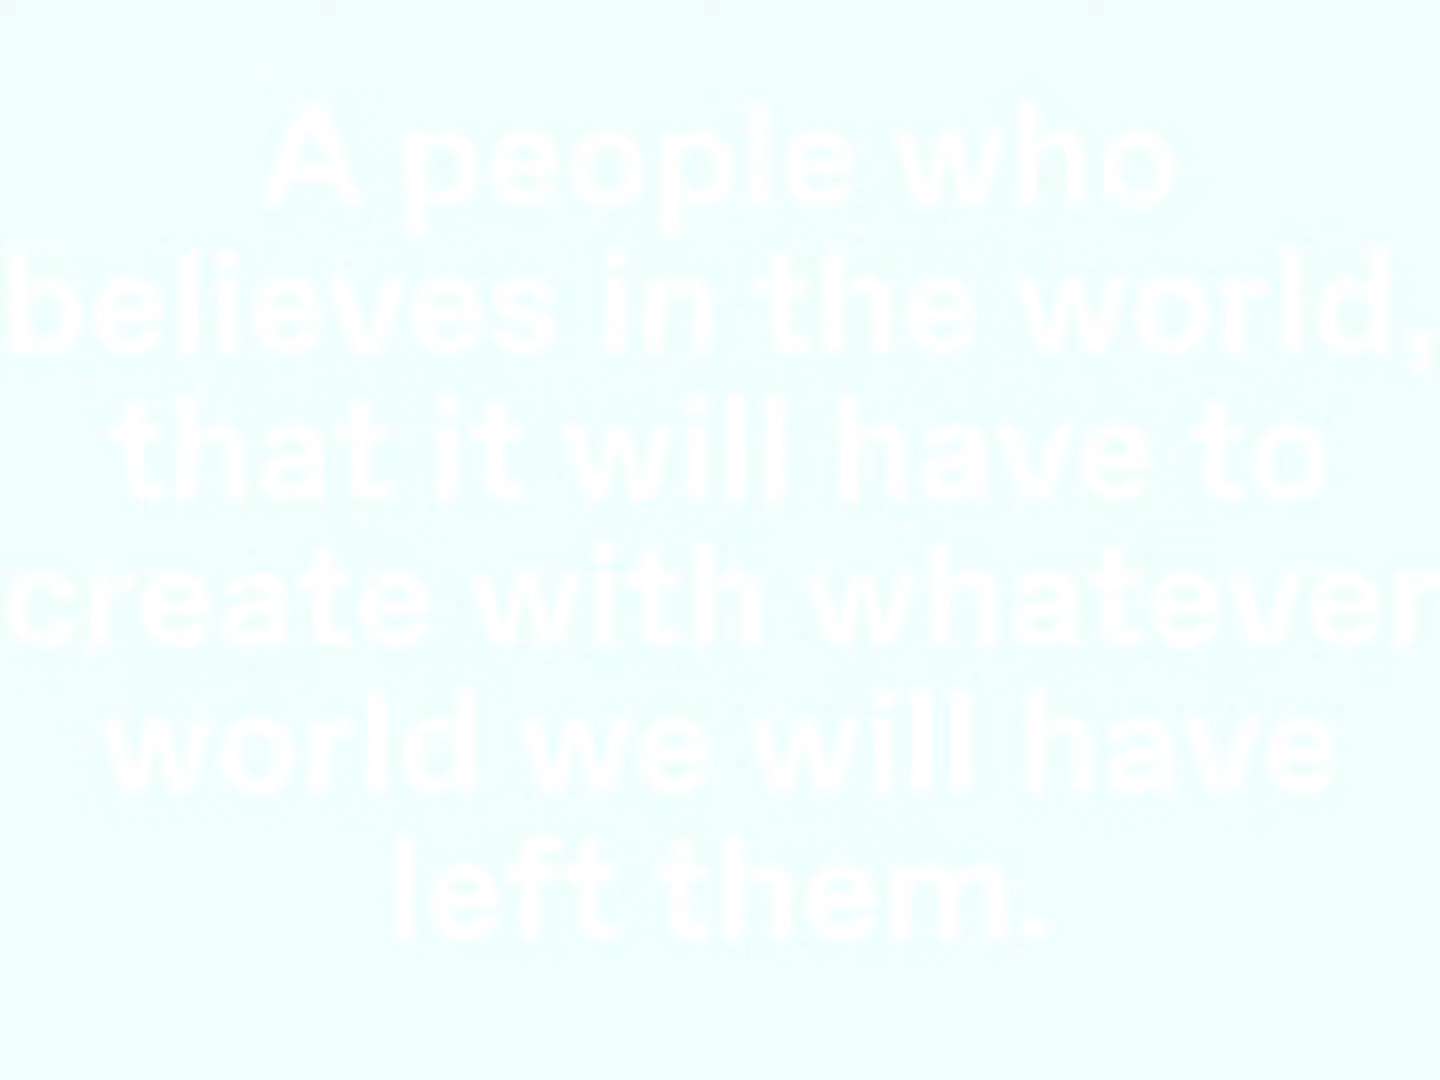 A people who
believes in the world,
that it will have to
create with whatever
world we will have
left them.